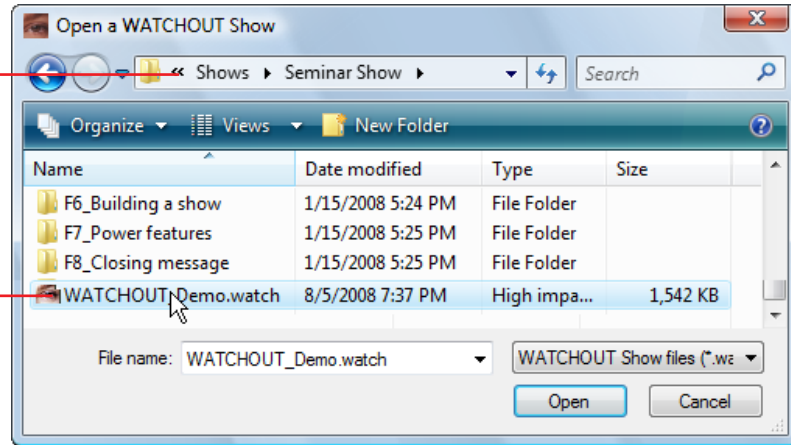 Open a WATCHOUT Show
« Shows Seminar Show Search
Organize Views New Folder
Name Date modified Type Size
F6_Building a show 1/15/2008 5:24 PM File Folder
F7_Power features 1/15/2008 5:25 PM File Folder
F8_Closing message 1/15/2008 5:25 PM File Folder
WATCHOUT_Demo.watch 8/5/2008 7:37 PM High impa... 1,542 KB
File name: WATCHOUT_Demo.watch WATCHOUT Show files (*.wa
Open Cancel